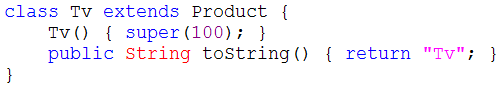 class Tv extends Product {
    Tv() { super(100); }
    public String toString() { return "Tv"; }
}